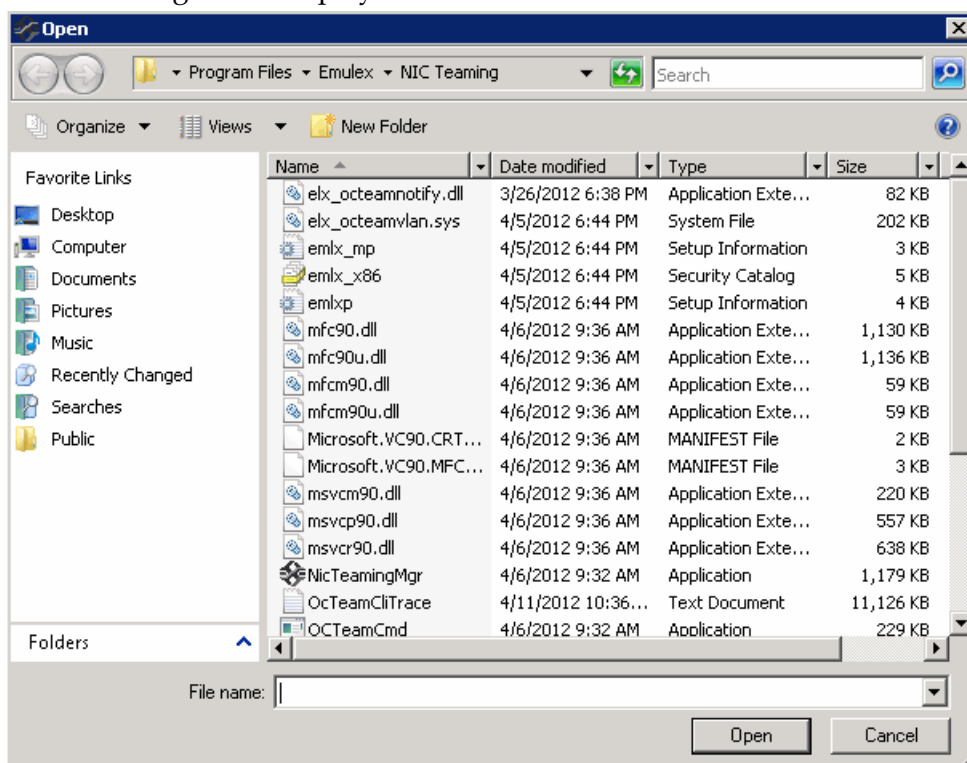 Open
Program Files Emulex NIC Teaming Search
Organize Views New Folder
Favorite Links
Desktop
Computer
Documents
Pictures
Music
Recently Changed
Searches
Public
Folders
Name Date modified Type Size
elx_octeamnotify.dll 3/26/2012 6:38 PM Application Exte... 82 KB
elx_octeamvlan.sys 4/5/2012 6:44 PM System File 202 KB
emlx_mp 4/5/2012 6:44 PM Setup Information 3 KB
emlx_x86 4/5/2012 6:44 PM Security Catalog 5 KB
emlxp 4/5/2012 6:44 PM Setup Information 4 KB
mfc90.dll 4/6/2012 9:36 AM Application Exte... 1,130 KB
mfc90u.dll 4/6/2012 9:36 AM Application Exte... 1,136 KB
mfcm90.dll 4/6/2012 9:36 AM Application Exte... 59 KB
mfcm90u.dll 4/6/2012 9:36 AM Application Exte... 59 KB
Microsoft.VC90.CRT... 4/6/2012 9:36 AM MANIFEST File 2 KB
Microsoft.VC90.MFC... 4/6/2012 9:36 AM MANIFEST File 3 KB
msvcm90.dll 4/6/2012 9:36 AM Application Exte... 220 KB
msvcp90.dll 4/6/2012 9:36 AM Application Exte... 557 KB
msvcr90.dll 4/6/2012 9:36 AM Application Exte... 638 KB
NicTeamingMgr 4/6/2012 9:32 AM Application 1,179 KB
OcTeamCliTrace 4/11/2012 10:36... Text Document 11,126 KB
OCTeamCmd 4/6/2012 9:32 AM Application 229 KB
File name:
Open Cancel